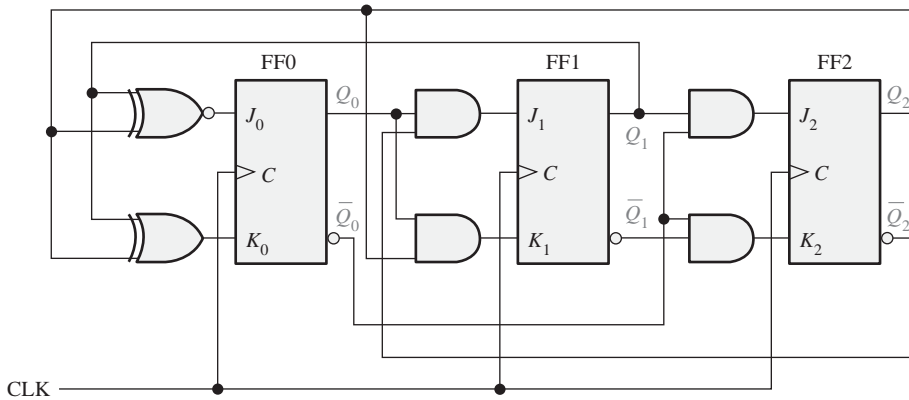 FF0
FF1
FF2
Q₀
Q₁
Q₂
J₀
J₁
J₂
C
C
C
Q̅₀
Q̅₁
Q̅₂
K₀
K₁
K₂
CLK